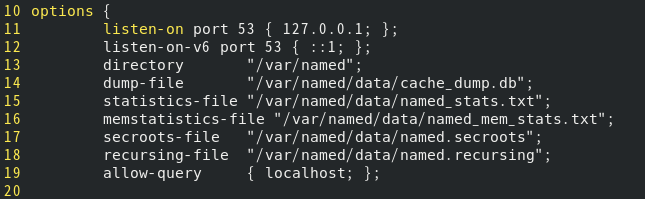 10 options {
11         listen-on port 53 { 127.0.0.1; };
12         listen-on-v6 port 53 { ::1; };
13         directory       "/var/named";
14         dump-file       "/var/named/data/cache_dump.db";
15         statistics-file "/var/named/data/named_stats.txt";
16         memstatistics-file "/var/named/data/named_mem_stats.txt";
17         secroots-file   "/var/named/data/named.secroots";
18         recursing-file  "/var/named/data/named.recursing";
19         allow-query     { localhost; };
20